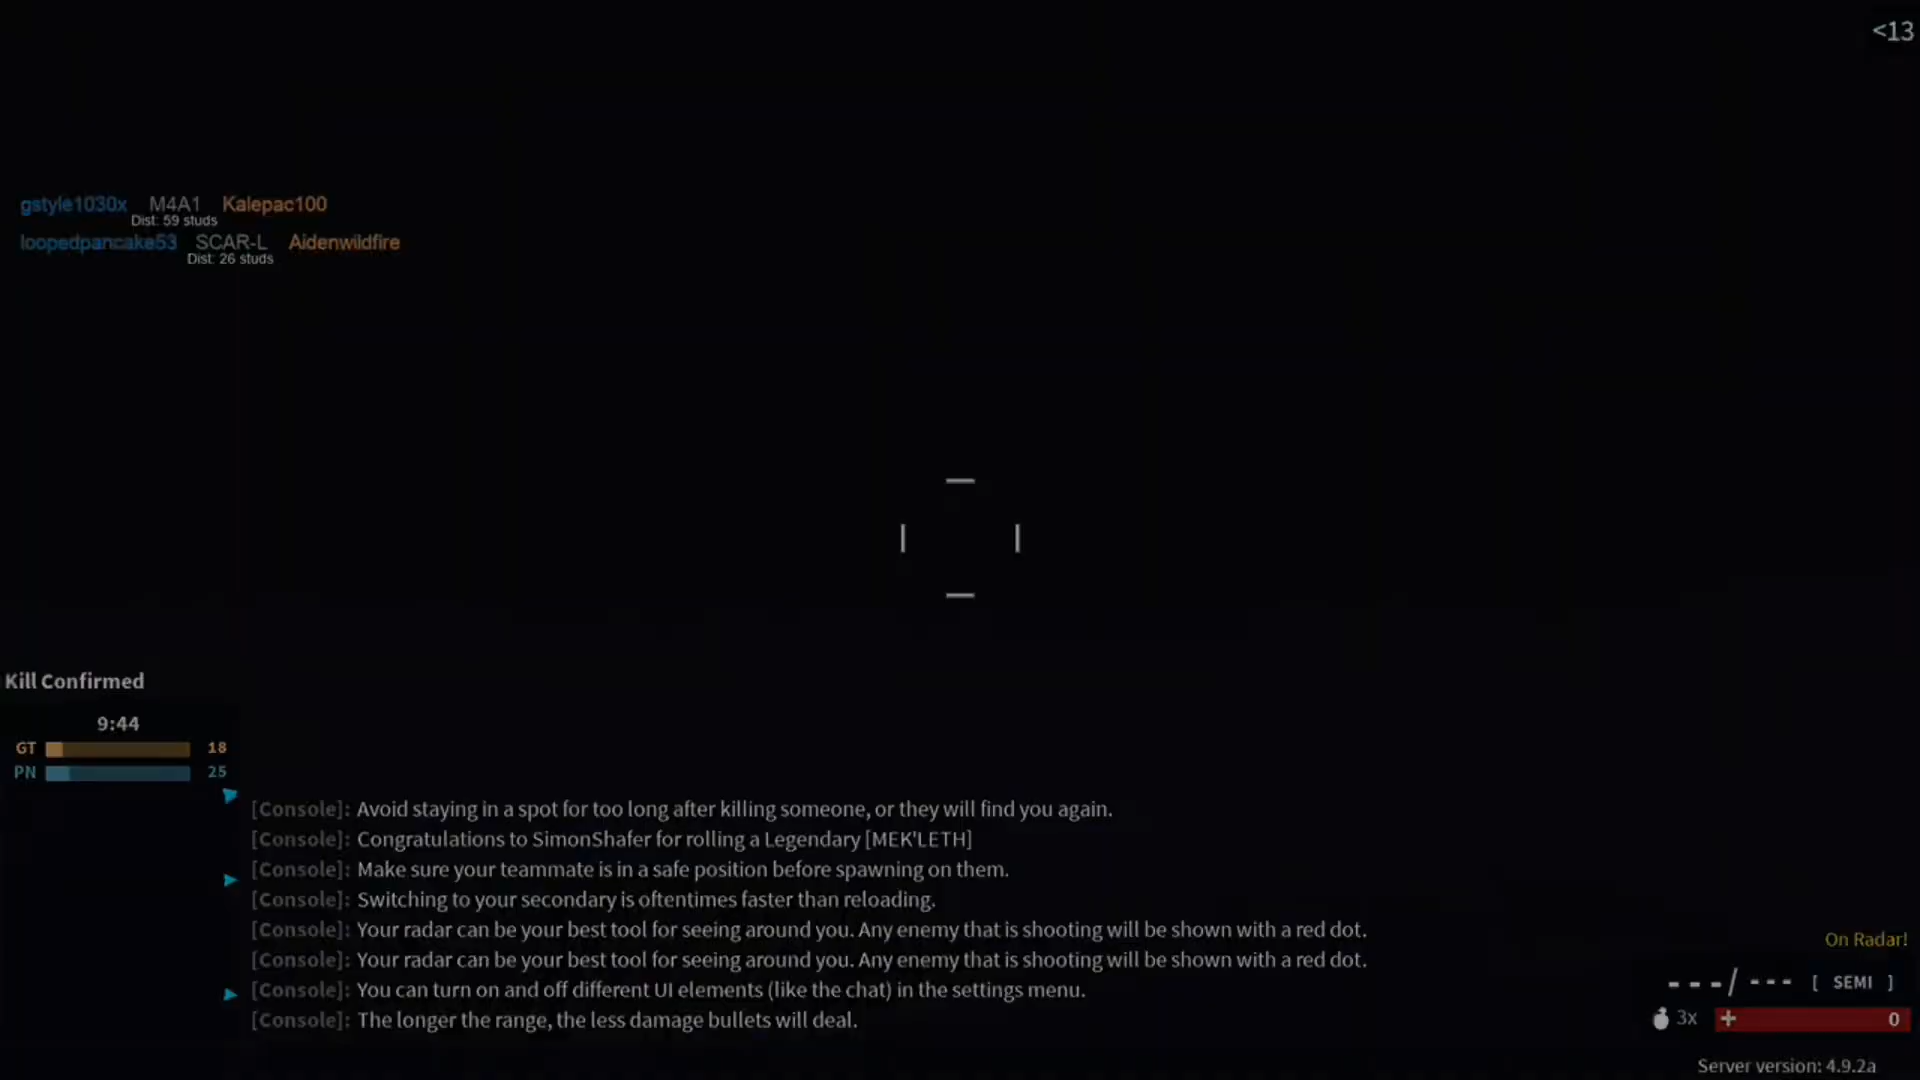 <13
gstyle1030x M4A1 Kalepac100
Dist: 59 studs
loopedpancake53 SCAR-L Aidenwildfire
Dist: 26 studs
Kill Confirmed
9:44
GT 18
PN 25
[Console]: Avoid staying in a spot for too long after killing someone, or they will find you again.
[Console]: Congratulations to SimonShafer for rolling a Legendary [MEK'LETH]
[Console]: Make sure your teammate is in a safe position before spawning on them.
[Console]: Switching to your secondary is oftentimes faster than reloading.
[Console]: Your radar can be your best tool for seeing around you. Any enemy that is shooting will be shown with a red dot.
[Console]: Your radar can be your best tool for seeing around you. Any enemy that is shooting will be shown with a red dot.
[Console]: You can turn on and off different UI elements (like the chat) in the settings menu.
[Console]: The longer the range, the less damage bullets will deal.
On Radar!
---/--- [ SEMI ]
3x + 0
Server version: 4.9.2a